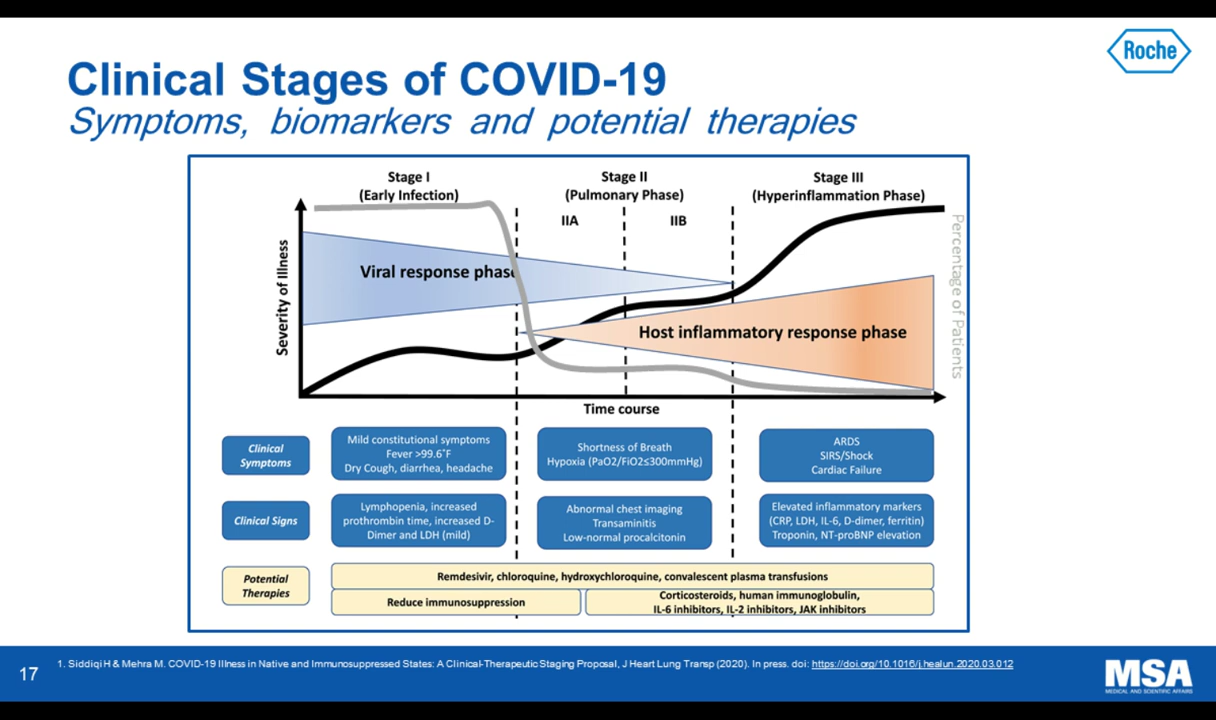 Roche
Clinical Stages of COVID-19
Symptoms, biomarkers and potential therapies
Stage I
(Early Infection)
Stage II
(Pulmonary Phase)
Stage III
(Hyperinflammation Phase)
IIA
IIB
Severity of Illness
Viral response phase
Host inflammatory response phase
Percentage of Patients
Time course
Clinical
Symptoms
Mild constitutional symptoms
Fever >99.6°F
Dry Cough, diarrhea, headache
Shortness of Breath
Hypoxia (PaO2/FiO2≤300mmHg)
ARDS
SIRS/Shock
Cardiac Failure
Clinical Signs
Lymphopenia, increased
prothrombin time, increased D-
Dimer and LDH (mild)
Abnormal chest imaging
Transaminitis
Low-normal procalcitonin
Elevated inflammatory markers
(CRP, LDH, IL-6, D-dimer, ferritin)
Troponin, NT-proBNP elevation
Potential
Therapies
Remdesivir, chloroquine, hydroxychloroquine, convalescent plasma transfusions
Reduce immunosuppression
Corticosteroids, human immunoglobulin,
IL-6 inhibitors, IL-2 inhibitors, JAK inhibitors
17
1. Siddiqi H & Mehra M. COVID-19 Illness in Native and Immunosuppressed States: A Clinical-Therapeutic Staging Proposal, J Heart Lung Transp (2020). In press. doi: https://doi.org/10.1016/j.healun.2020.03.012
MSA
MEDICAL AND SCIENTIFIC AFFAIRS